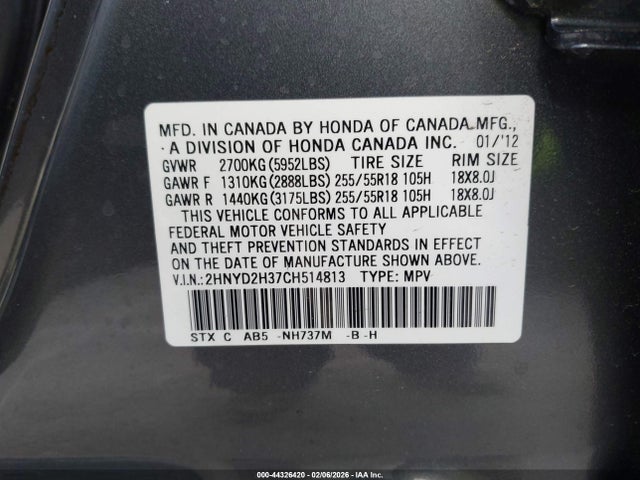 MFD. IN CANADA BY HONDA OF CANADA MFG.,
A DIVISION OF HONDA CANADA INC. 01/'12
GVWR 2700KG(5952LBS) TIRE SIZE RIM SIZE
GAWR F 1310KG(2888LBS) 255/55R18 105H 18X8.0J
GAWR R 1440KG(3175LBS) 255/55R18 105H 18X8.0J
THIS VEHICLE CONFORMS TO ALL APPLICABLE
FEDERAL MOTOR VEHICLE SAFETY
AND THEFT PREVENTION STANDARDS IN EFFECT
ON THE DATE OF MANUFACTURE SHOWN ABOVE.
V.I.N.:2HNYD2H37CH514813 TYPE: MPV
STX C AB5 -NH737M -B -H
000-44326420 - 02/06/2026 - IAA Inc.